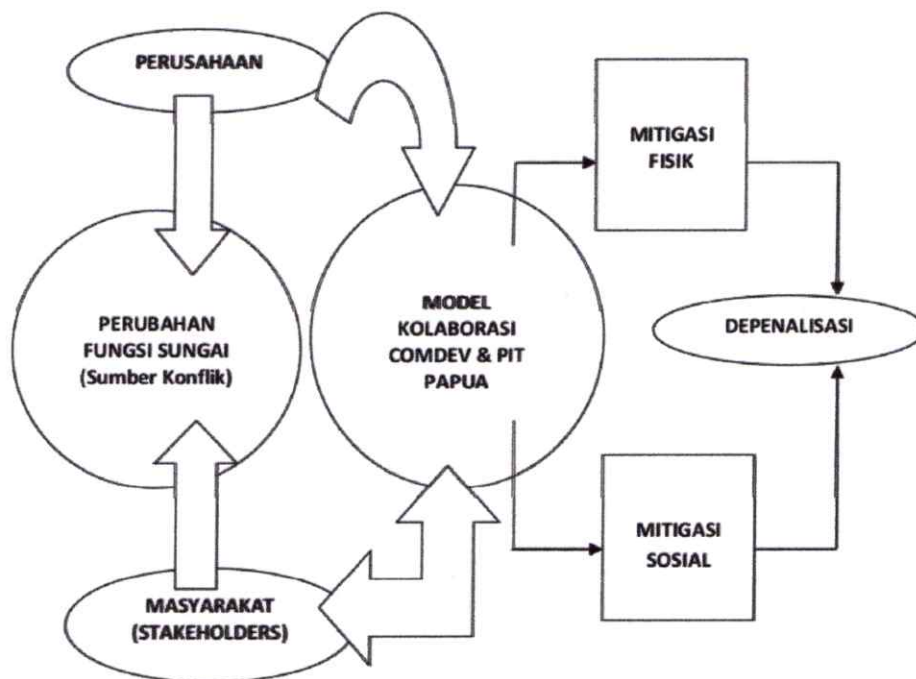 PERUSAHAAN
MITIGASI
FISIK
PERUBAHAN
FUNGSI SUNGAI
(Sumber Konflik)
MODEL
KOLABORASI
COMDEV & PIT
PAPUA
DEPENALISASI
MITIGASI
SOSIAL
MASYARAKAT
(STAKEHOLDERS)